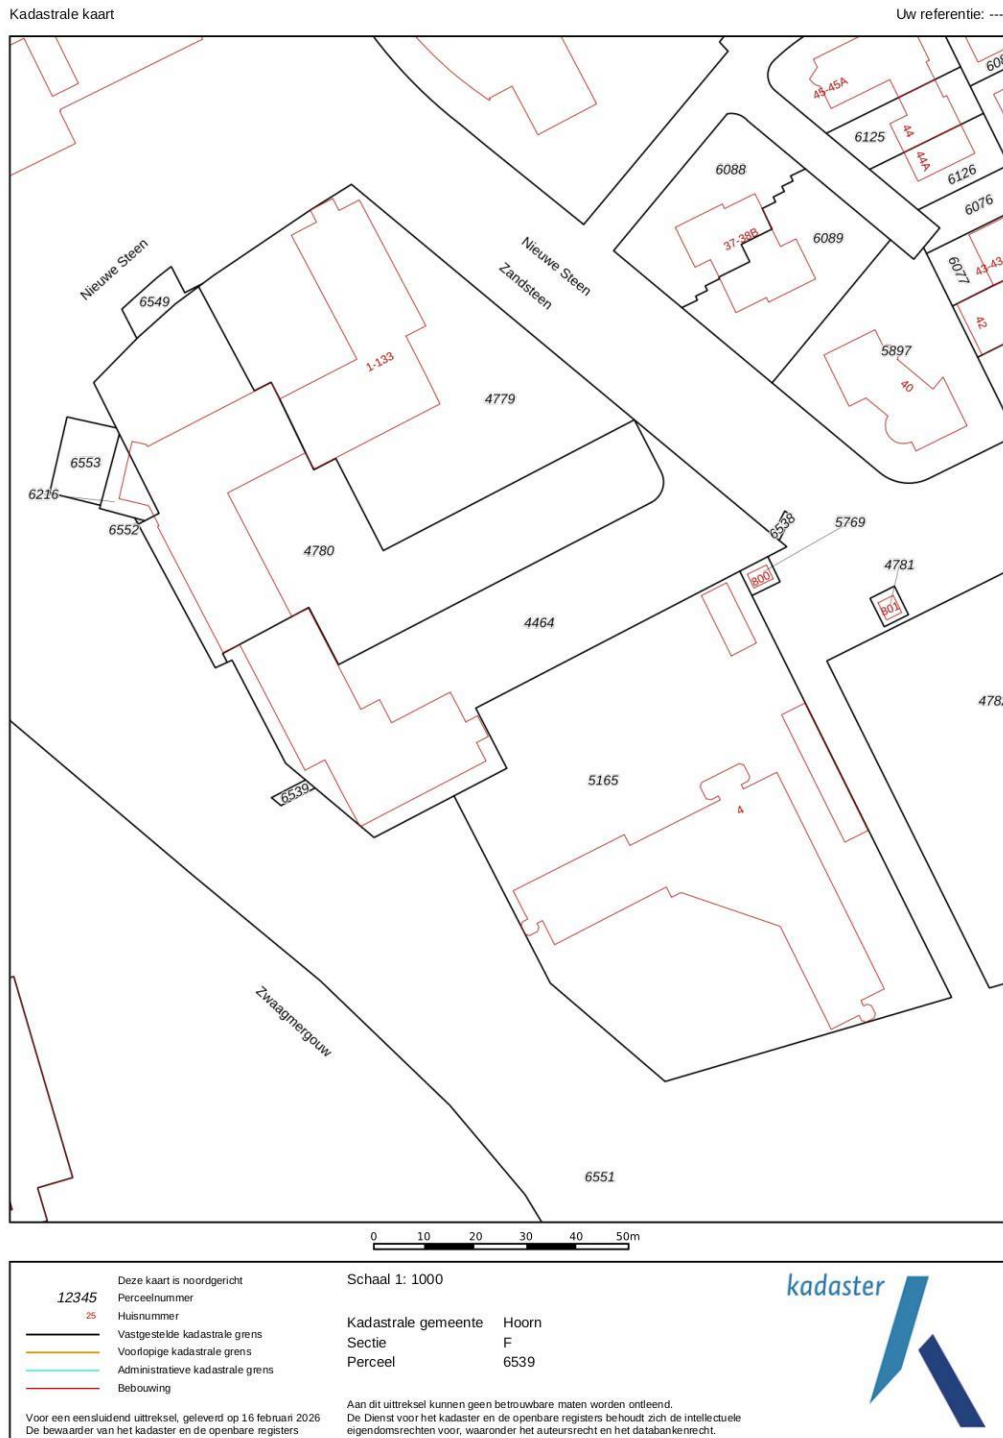 Kadastrale kaart
Uw referentie: ---
45-45A
6125
44
44A
6126
6076
6088
37-38B
6089
6077
43-43
42
Nieuwe Steen
6549
Nieuwe Steen
Zandsteen
1-133
5897
40
4779
6553
6216
6552
4780
6538
5769
800
4781
801
4464
478
5165
6539
4
Zwaagmergouw
6551
0 10 20 30 40 50m
Deze kaart is noordgericht
12345 Perceelnummer
25 Huisnummer
Vastgestelde kadastrale grens
Voorlopige kadastrale grens
Administratieve kadastrale grens
Bebouwing
Voor een eensluidend uittreksel, geleverd op 16 februari 2026
De bewaarder van het kadaster en de openbare registers
Schaal 1: 1000
Kadastrale gemeente Hoorn
Sectie F
Perceel 6539
Aan dit uittreksel kunnen geen betrouwbare maten worden ontleend.
De Dienst voor het kadaster en de openbare registers behoudt zich de intellectuele
eigendomsrechten voor, waaronder het auteursrecht en het databankenrecht.
kadaster